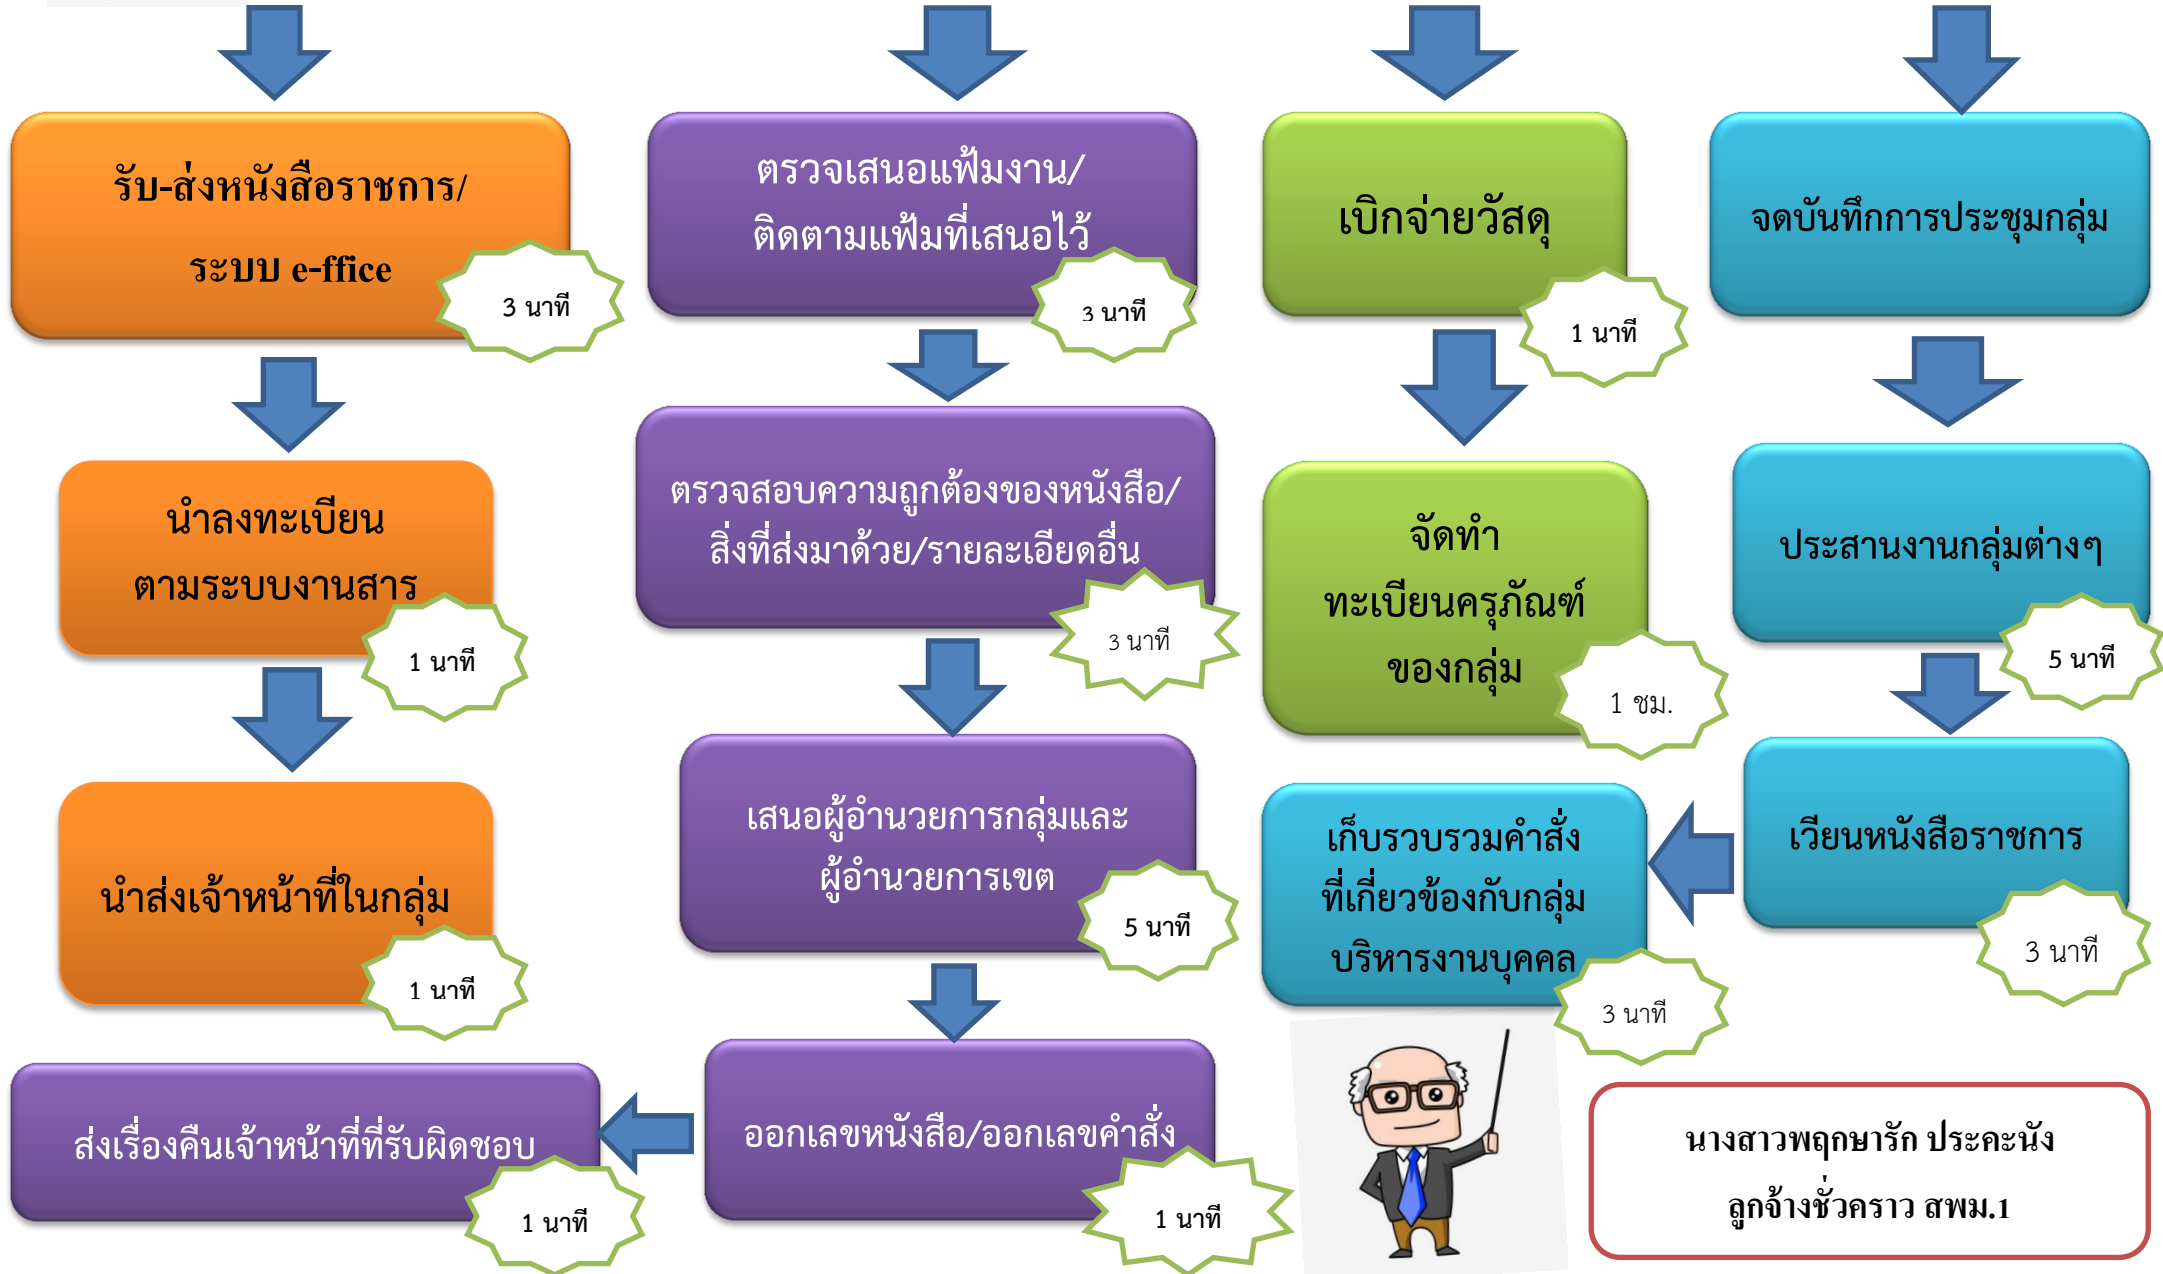 รับ-ส่งหนังสือราชการ/
ระบบ e-ffice
3 นาที
นำลงทะเบียน
ตามระบบงานสาร
1 นาที
นำส่งเจ้าหน้าที่ในกลุ่ม
1 นาที
ตรวจเสนอแฟ้มงาน/
ติดตามแฟ้มที่เสนอไว้
3 นาที
ตรวจสอบความถูกต้องของหนังสือ/
สิ่งที่ส่งมาด้วย/รายละเอียดอื่น
3 นาที
เสนอผู้อำนวยการกลุ่มและ
ผู้อำนวยการเขต
5 นาที
ออกเลขหนังสือ/ออกเลขคำสั่ง
1 นาที
ส่งเรื่องคืนเจ้าหน้าที่ที่รับผิดชอบ
1 นาที
เบิกจ่ายวัสดุ
1 นาที
จัดทำ
ทะเบียนครุภัณฑ์
ของกลุ่ม
1 ชม.
จดบันทึกการประชุมกลุ่ม
ประสานงานกลุ่มต่างๆ
5 นาที
เวียนหนังสือราชการ
3 นาที
เก็บรวบรวมคำสั่ง
ที่เกี่ยวข้องกับกลุ่ม
บริหารงานบุคคล
3 นาที
นางสาวพฤกษารัก ประคะนัง
ลูกจ้างชั่วคราว สพม.1